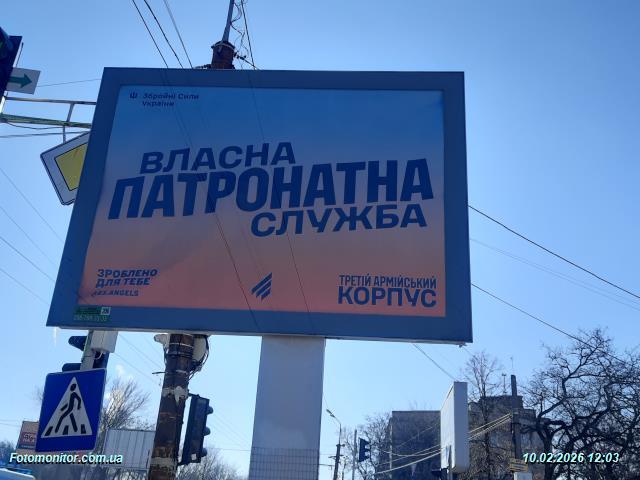 Збройні Сили
України
ВЛАСНА
ПАТРОНАТНА
СЛУЖБА
ЗРОБЛЕНО
ДЛЯ ТЕБЕ
ТРЕТІЙ АРМІЙСЬКИЙ
КОРПУС
Fotomonitor.com.ua
10.02.2026 12:03